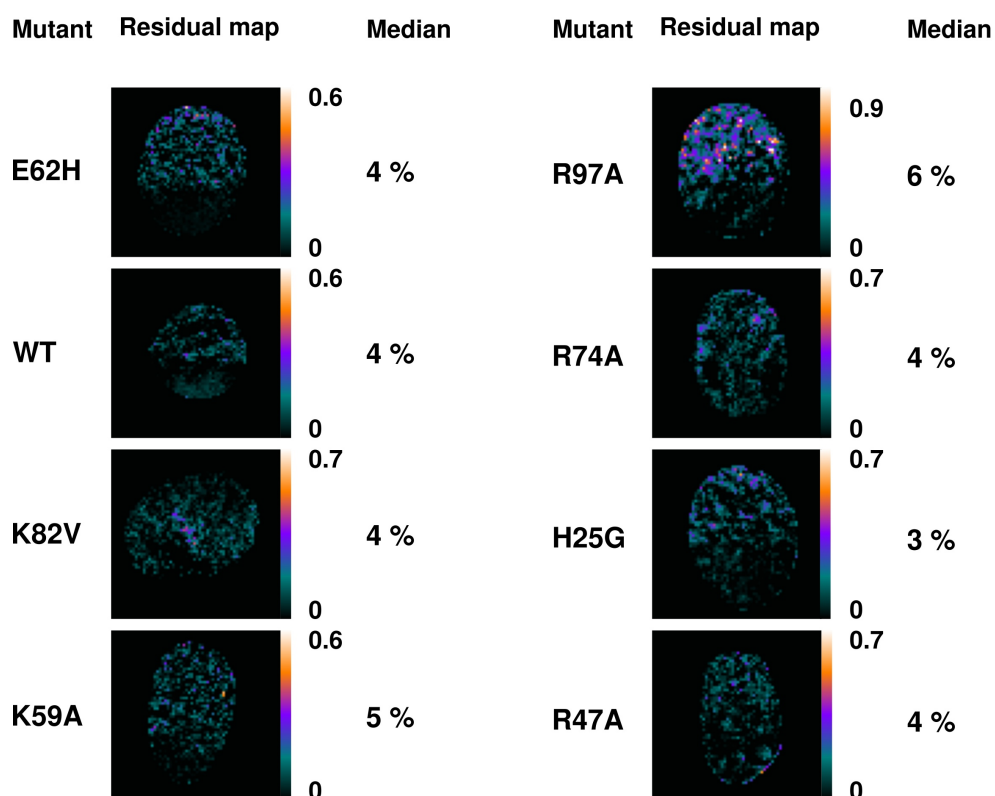 Mutant Residual map Median Mutant Residual map Median
0.6
0.9
E62H 4 % R97A 6 %
0 0
0.6 0.7
WT 4 % R74A 4 %
0 0
0.7 0.7
K82V 4 % H25G 3 %
0 0
0.6 0.7
K59A 5 % R47A 4 %
0 0